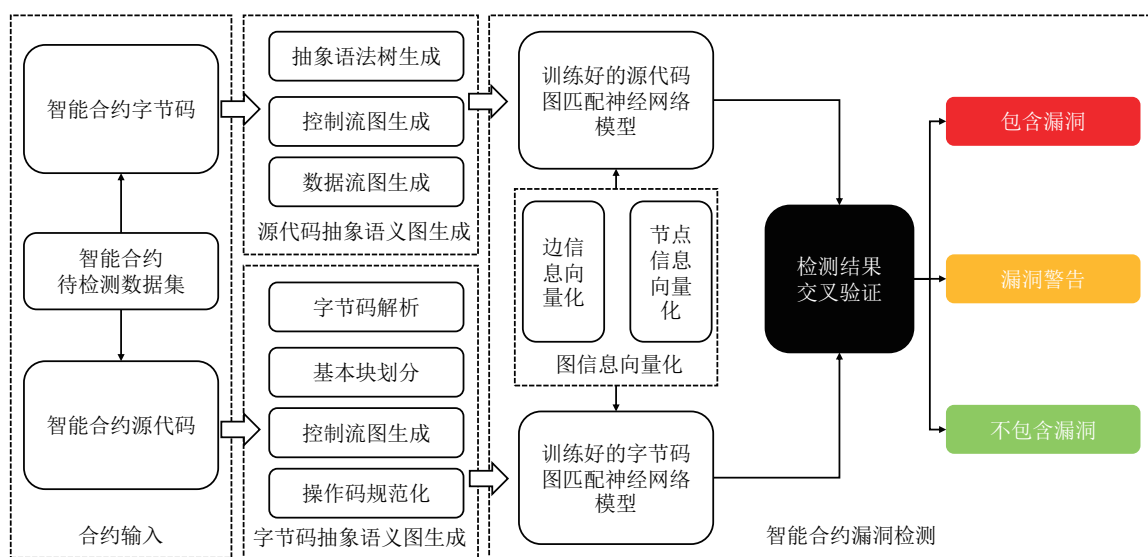 智能合约字节码
智能合约
待检测数据集
智能合约源代码
合约输入
抽象语法树生成
控制流图生成
数据流图生成
源代码抽象语义图生成
字节码解析
基本块划分
控制流图生成
操作码规范化
字节码抽象语义图生成
训练好的源代码
图匹配神经网络
模型
边信
息向
量化
节点
信息
向量
化
图信息向量化
训练好的字节码
图匹配神经网络
模型
检测结果
交叉验证
包含漏洞
漏洞警告
不包含漏洞
智能合约漏洞检测